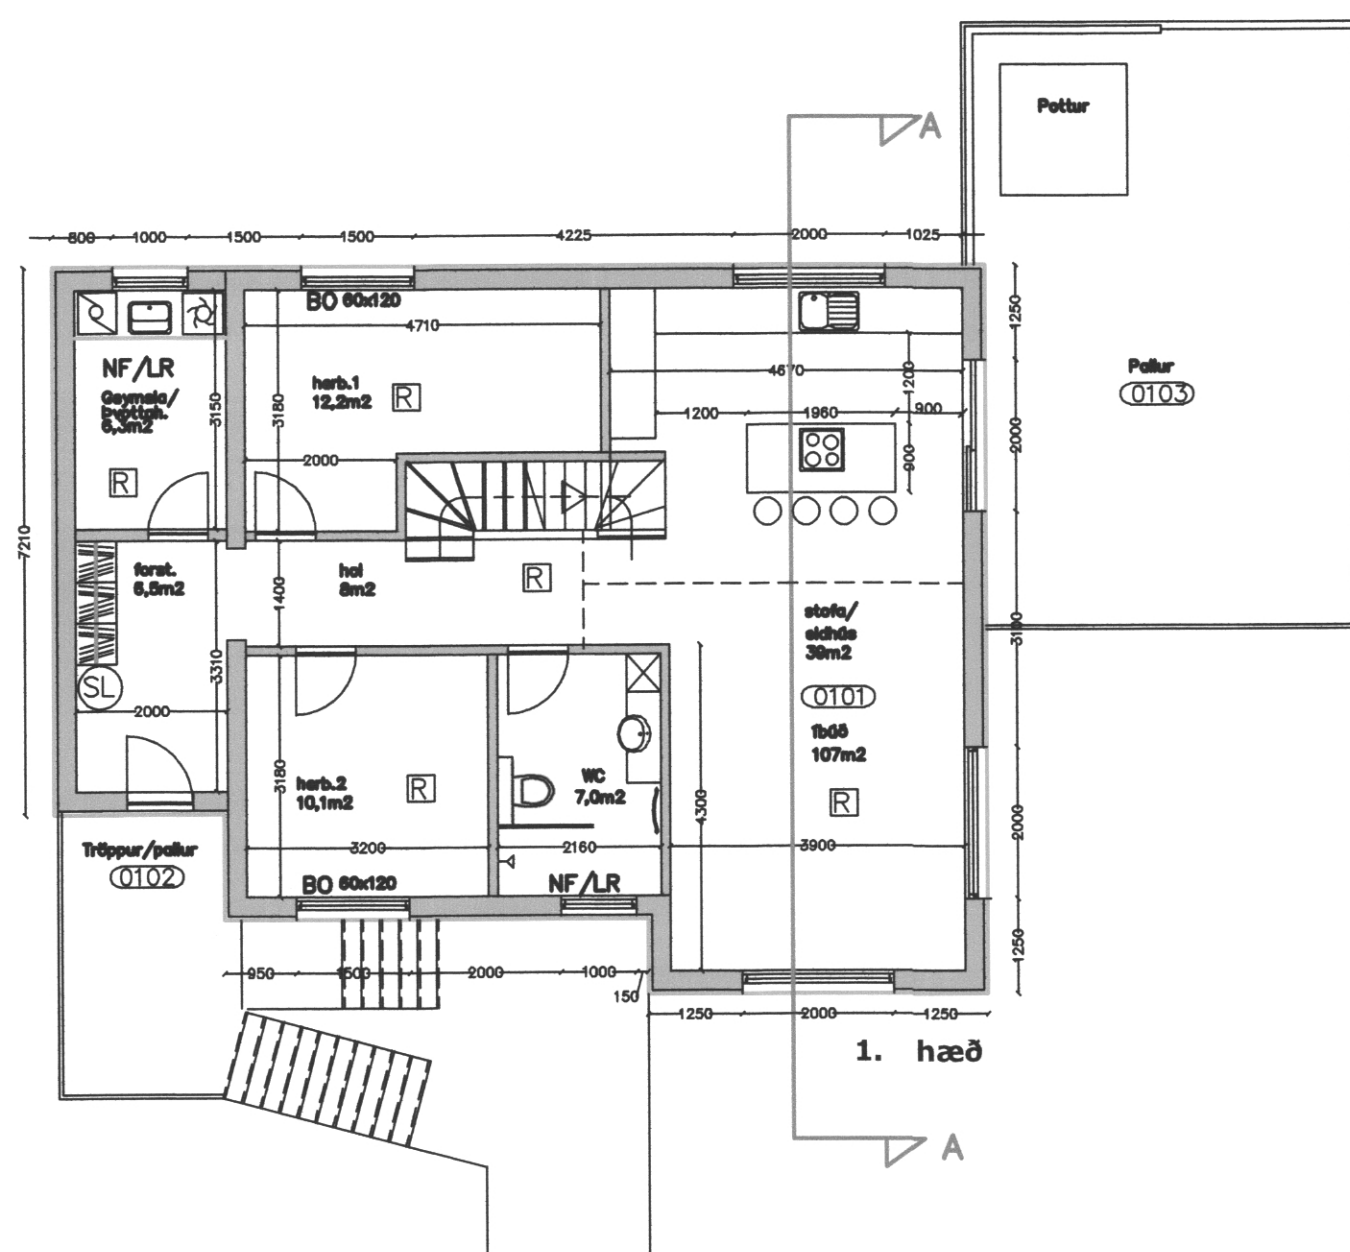 Pottur
A
800 1000 1500 1500 4225 2000 1025
BO 60x120
4710
1250
NF/LR
Geymsla/
Þvottah.
6,3m2
R
3150
3180
herb.1
12,2m2
R
4670
1200
1200 1960 900
900
2000
Pallur
0103
2000
7210
forst.
6,5m2
hol
8m2
R
1400
stofa/
eldhús
39m2
0101
íbúð
107m2
R
3100
SL
2000
3310
3180
herb.2
10,1m2
R
WC
7,0m2
4300
3200
2160
3900
2000
BO 60x120
NF/LR
Tröppur/pallur
0102
1250
950 1500 2000 1000
150
1250 2000 1250
1. hæð
A